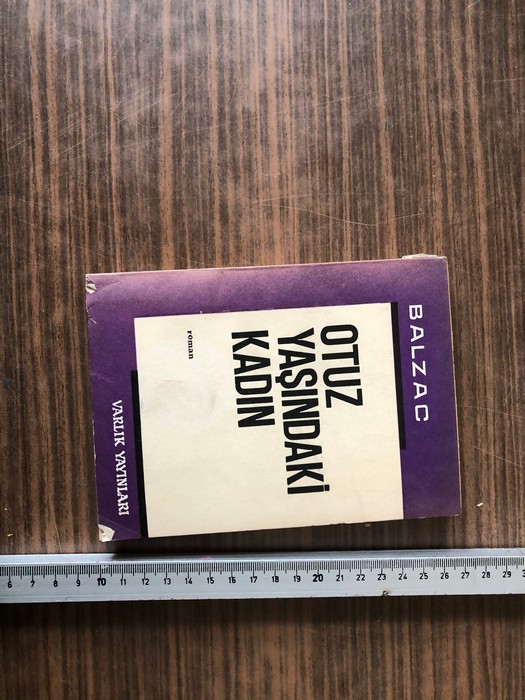 BALZAC
OTUZ
YAŞINDAKİ
KADIN
roman
VARLIK YAYINLARI
6 7 8 9 10 11 12 13 14 15 16 17 18 19 20 21 22 23 24 25 26 27 28 29